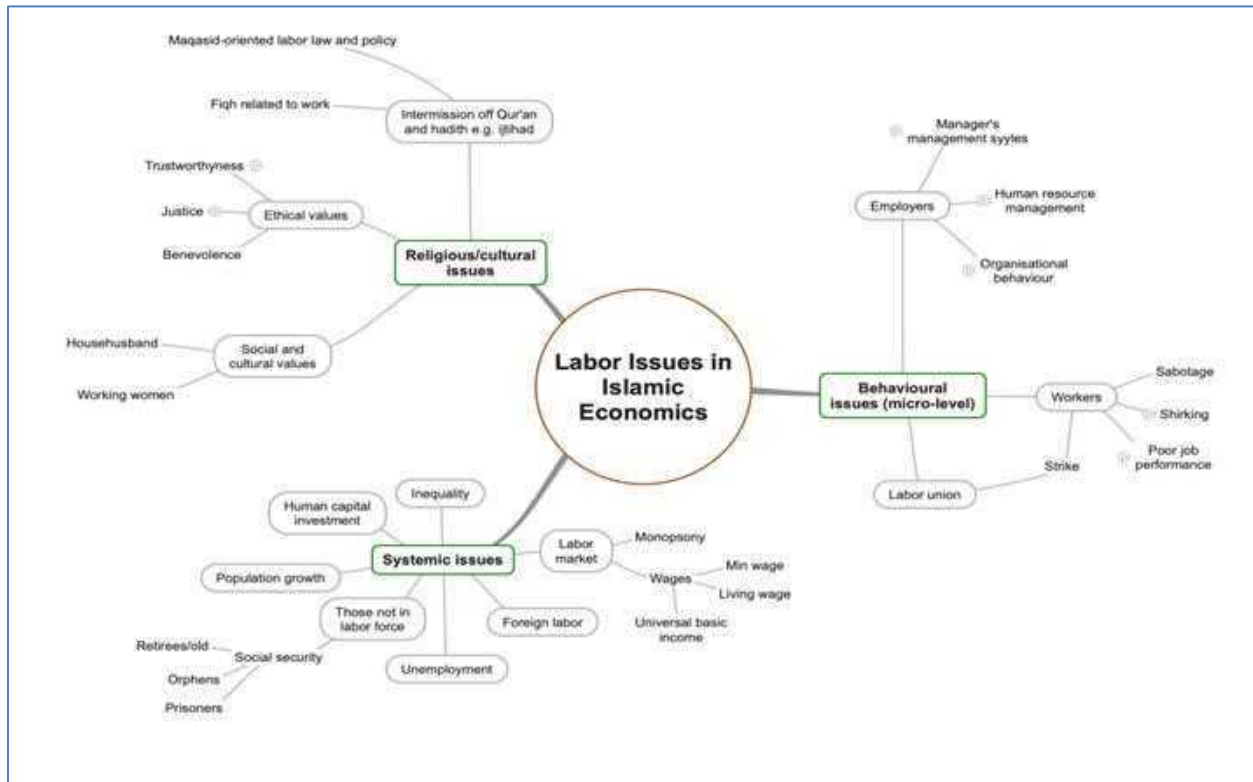 Maqasid-oriented labor law and policy
Fiqh related to work
Intermission off Qur'an
and hadith e.g. ijtihad
Trustworthyness
Justice
Benevolence
Ethical values
Religious/cultural
issues
Househusband
Working women
Social and
cultural values
Labor Issues in
Islamic
Economics
Manager's
management syyles
Employers
Human resource
management
Organisational
behaviour
Behavioural
issues (micro-level)
Workers
Sabotage
Shirking
Poor job
performance
Strike
Labor union
Inequality
Human capital
investment
Systemic issues
Population growth
Those not in
labor force
Social security
Retirees/old
Orphens
Prisoners
Unemployment
Foreign labor
Labor
market
Monopsony
Wages
Min wage
Living wage
Universal basic
income